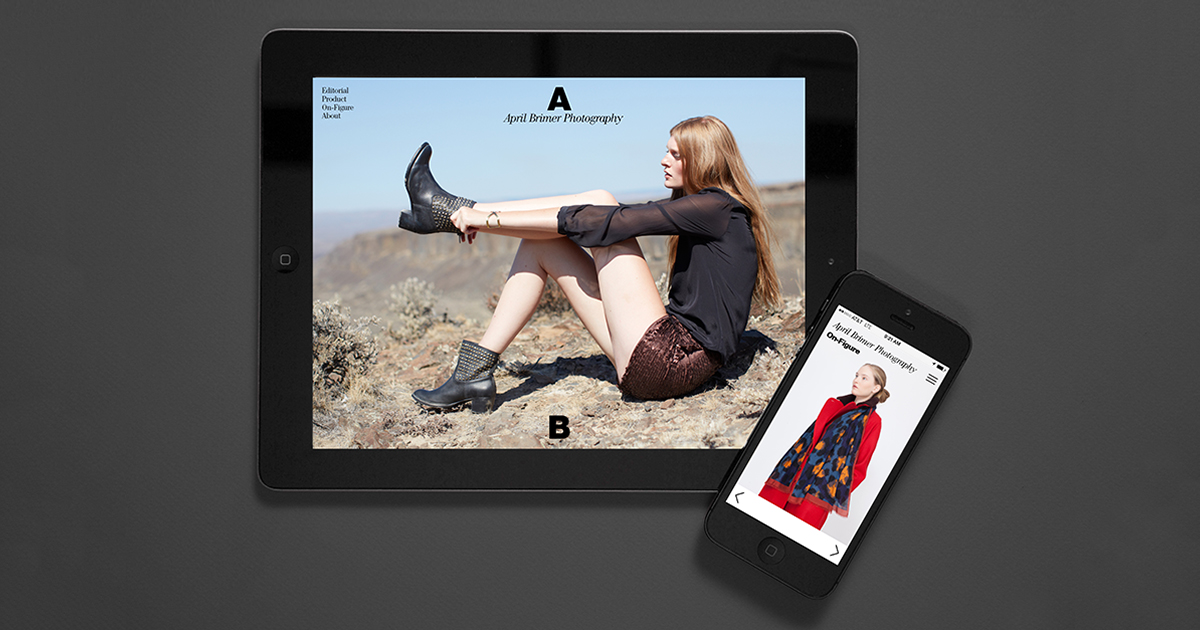 Editorial
Product
On-Figure
About
A
April Brimer Photography
B
AT&T LTE
9:21 AM
April Brimer Photography
On-Figure